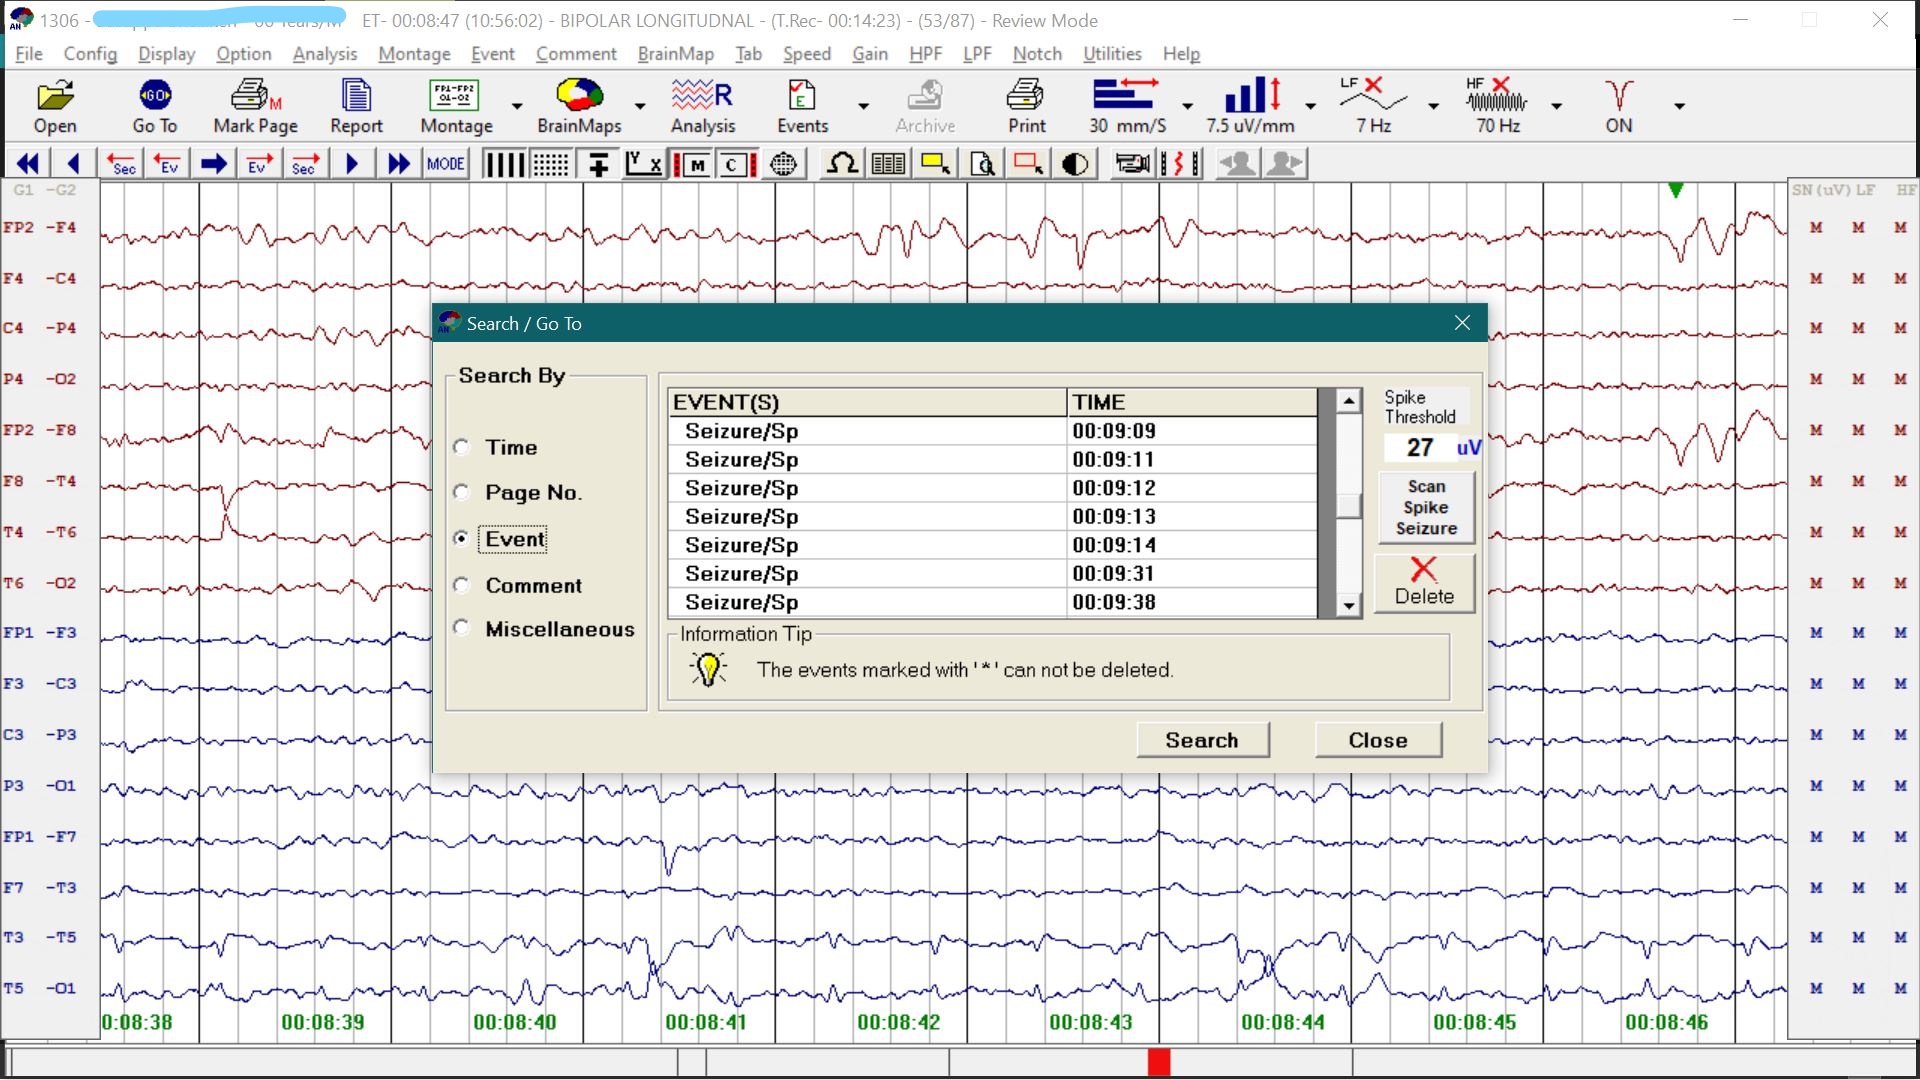 1306 -
ET- 00:08:47 (10:56:02) - BIPOLAR LONGITUDNAL - (T.Rec- 00:14:23) - (53/87) - Review Mode
File Config Display Option Analysis Montage Event Comment BrainMap Tab Speed Gain HPF LPF Notch Utilities Help
GO M FP1-FP2 O1-O2 R E LF HF
Open Go To Mark Page Report Montage BrainMaps Analysis Events Archive Print 30 mm/S 7.5 uV/mm 7 Hz 70 Hz ON
Sec Ev Ev Sec MODE Y X M C
G1 -G2 SN(uV) LF HF
FP2 -F4 M M M
F4 -C4 M M M
C4 -P4 M M M
P4 -O2 M M M
FP2 -F8 M M M
F8 -T4 M M M
T4 -T6 M M M
T6 -O2 M M M
FP1 -F3 M M M
F3 -C3 M M M
C3 -P3 M M M
P3 -O1 M M M
FP1 -F7 M M M
F7 -T3 M M M
T3 -T5 M M M
T5 -O1 M M M
0:08:38 00:08:39 00:08:40 00:08:41 00:08:42 00:08:43 00:08:44 00:08:45 00:08:46
Search / Go To
Search By
Time
Page No.
Event
Comment
Miscellaneous
EVENT(S) TIME
Seizure/Sp 00:09:09
Seizure/Sp 00:09:11
Seizure/Sp 00:09:12
Seizure/Sp 00:09:13
Seizure/Sp 00:09:14
Seizure/Sp 00:09:31
Seizure/Sp 00:09:38
Spike
Threshold
27 uV
Scan
Spike
Seizure
Delete
Information Tip
The events marked with '*' can not be deleted.
Search Close